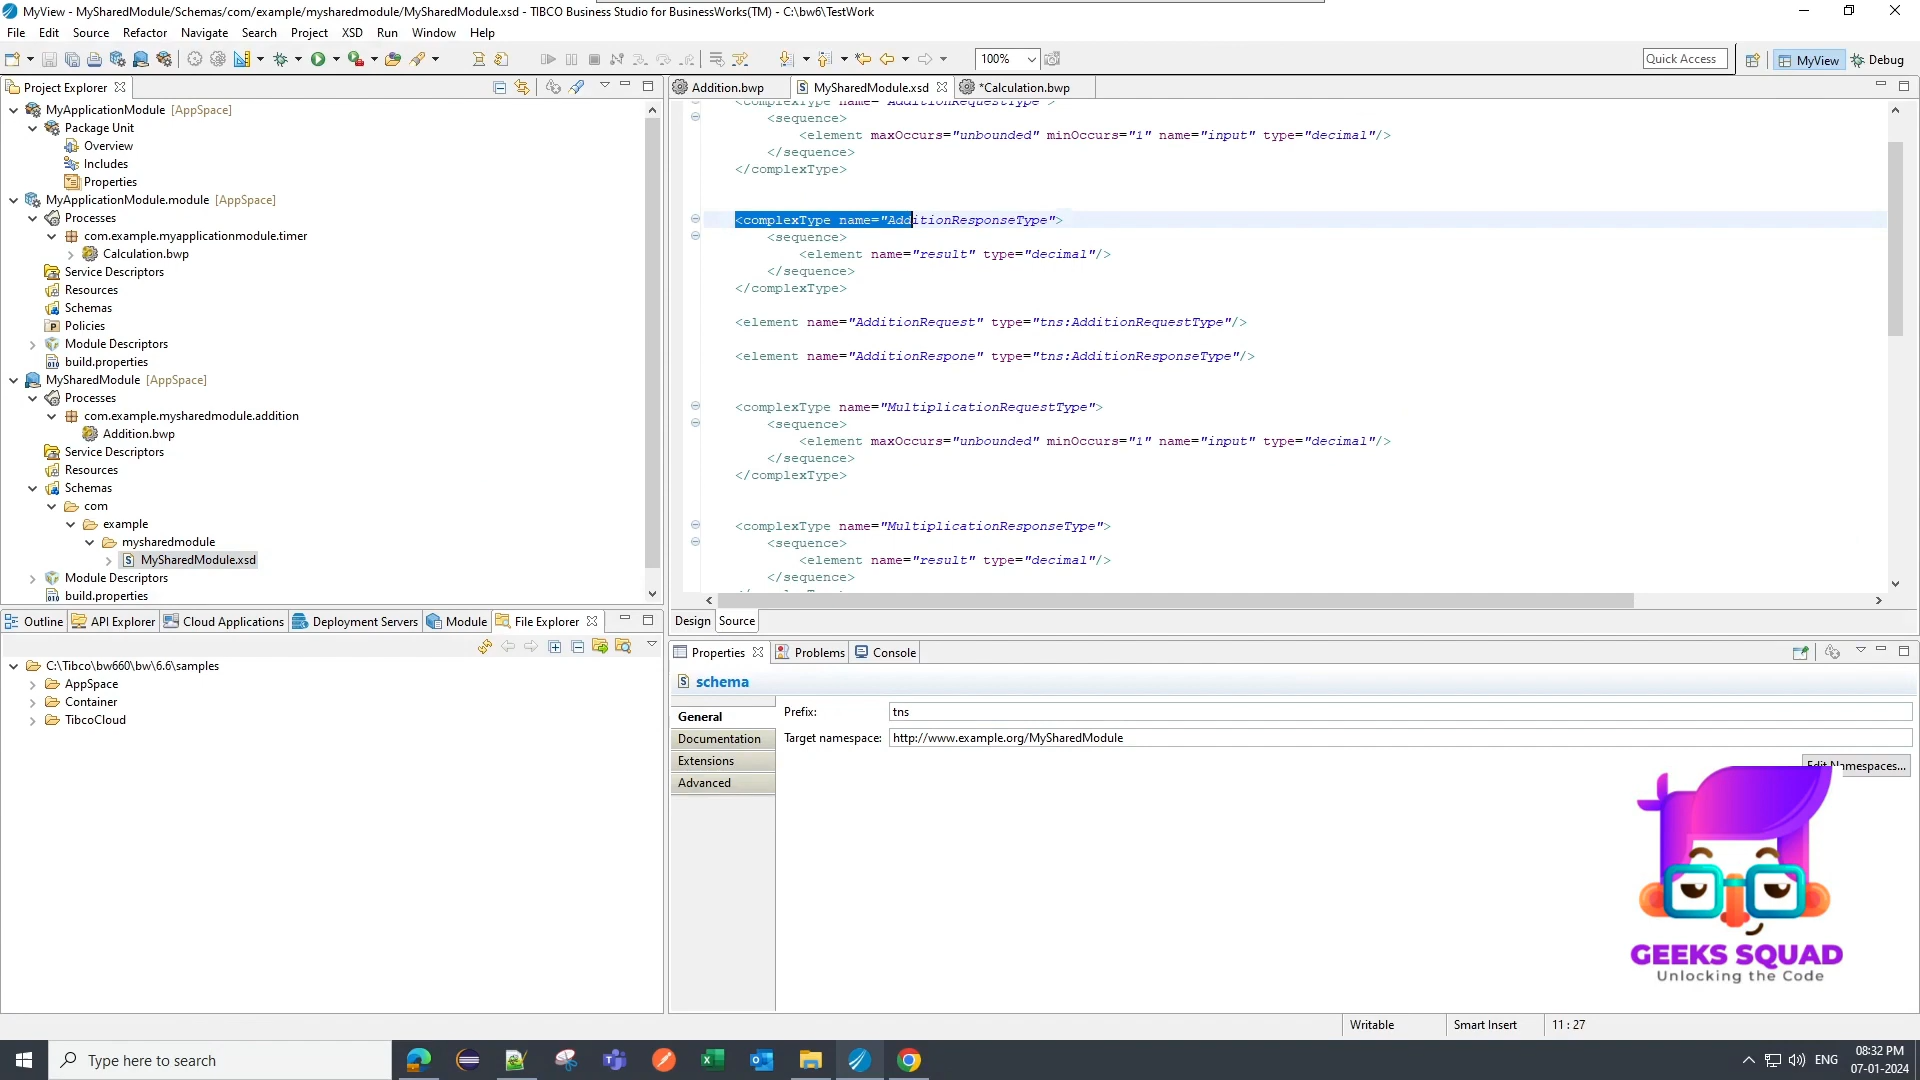 MyView - MySharedModule/Schemas/com/example/mysharedmodule/MySharedModule.xsd - TIBCO Business Studio for BusinessWorks(TM) - C:\bw6\TestWork
File Edit Source Refactor Navigate Search Project XSD Run Window Help
100% Quick Access MyView Debug
Project Explorer
MyApplicationModule [AppSpace]
Package Unit
Overview
Includes
Properties
MyApplicationModule.module [AppSpace]
Processes
com.example.myapplicationmodule.timer
Calculation.bwp
Service Descriptors
Resources
Schemas
Policies
Module Descriptors
build.properties
MySharedModule [AppSpace]
Processes
com.example.mysharedmodule.addition
Addition.bwp
Service Descriptors
Resources
Schemas
com
example
mysharedmodule
MySharedModule.xsd
Module Descriptors
build.properties
Addition.bwp MySharedModule.xsd *Calculation.bwp
<complexType name="AdditionRequestType">
<sequence>
<element maxOccurs="unbounded" minOccurs="1" name="input" type="decimal"/>
</sequence>
</complexType>
<complexType name="AdditionResponseType">
<sequence>
<element name="result" type="decimal"/>
</sequence>
</complexType>
<element name="AdditionRequest" type="tns:AdditionRequestType"/>
<element name="AdditionRespone" type="tns:AdditionResponseType"/>
<complexType name="MultiplicationRequestType">
<sequence>
<element maxOccurs="unbounded" minOccurs="1" name="input" type="decimal"/>
</sequence>
</complexType>
<complexType name="MultiplicationResponseType">
<sequence>
<element name="result" type="decimal"/>
</sequence>
Design Source
Outline API Explorer Cloud Applications Deployment Servers Module File Explorer
C:\Tibco\bw660\bw\6.6\samples
AppSpace
Container
TibcoCloud
Properties Problems Console
schema
General
Documentation
Extensions
Advanced
Prefix: tns
Target namespace: http://www.example.org/MySharedModule
Edit Namespaces...
GEEKS SQUAD
Unlocking the Code
Writable Smart Insert 11 : 27
Type here to search
ENG
08:32 PM
07-01-2024